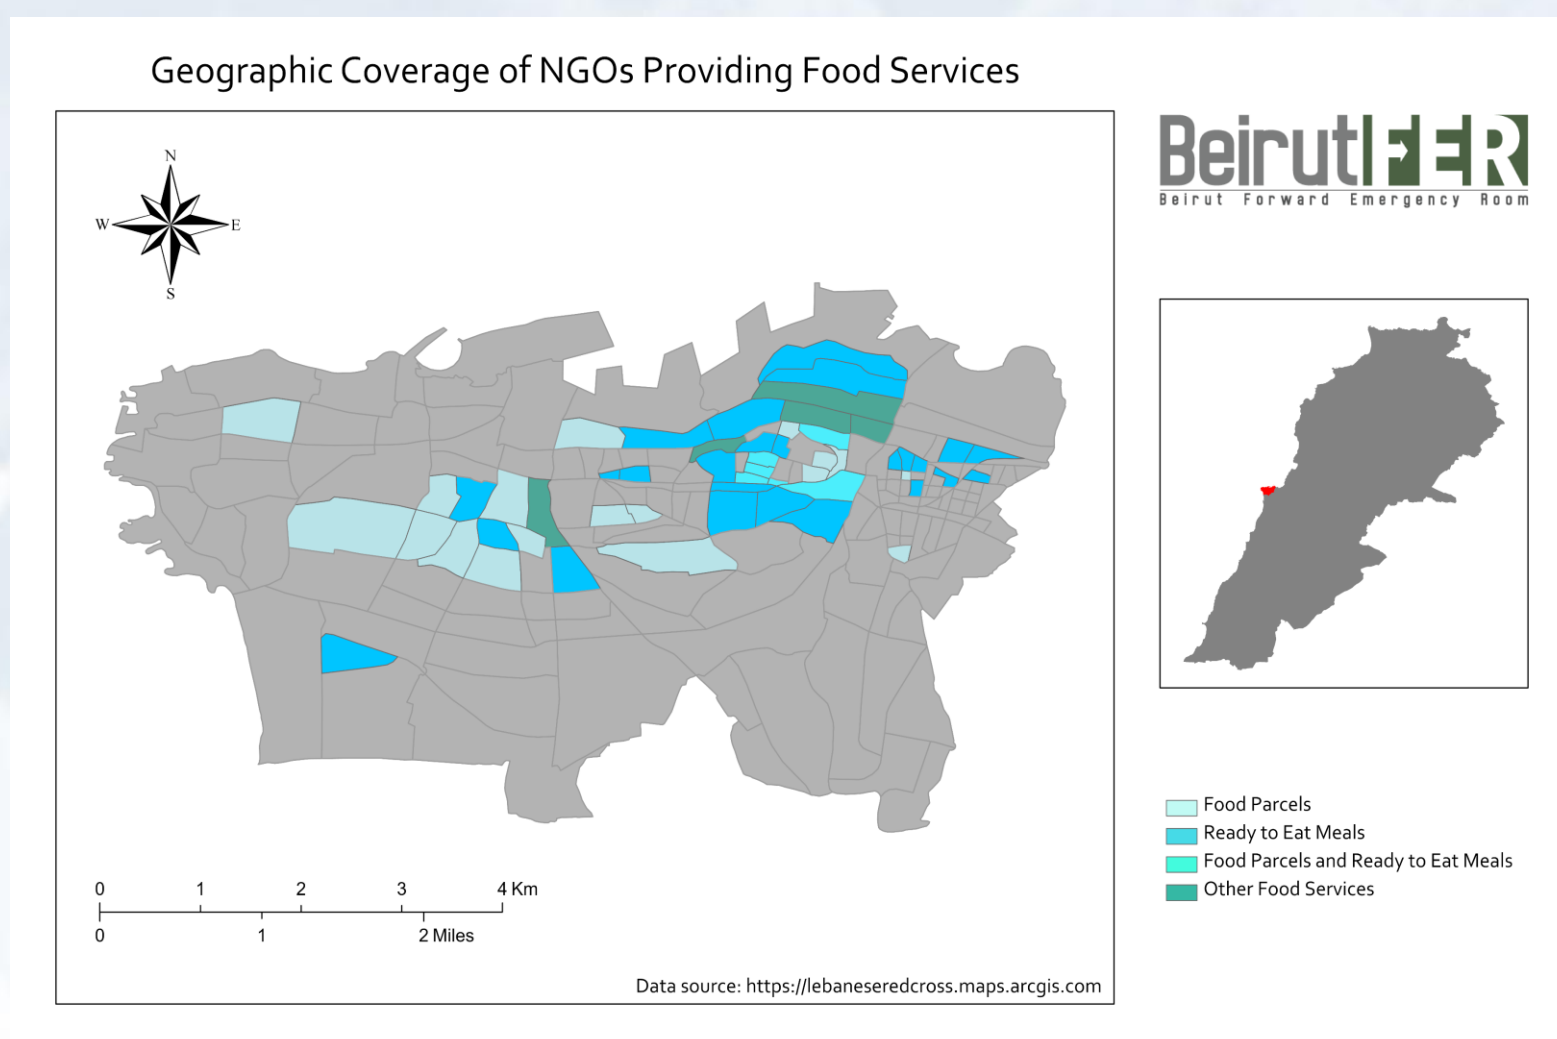 Geographic Coverage of NGOs Providing Food Services
BeirutFER
Beirut Forward Emergency Room
N
W E
S
Food Parcels
Ready to Eat Meals
Food Parcels and Ready to Eat Meals
Other Food Services
0 1 2 3 4 Km
0 1 2 Miles
Data source: https://lebaneseredcross.maps.arcgis.com